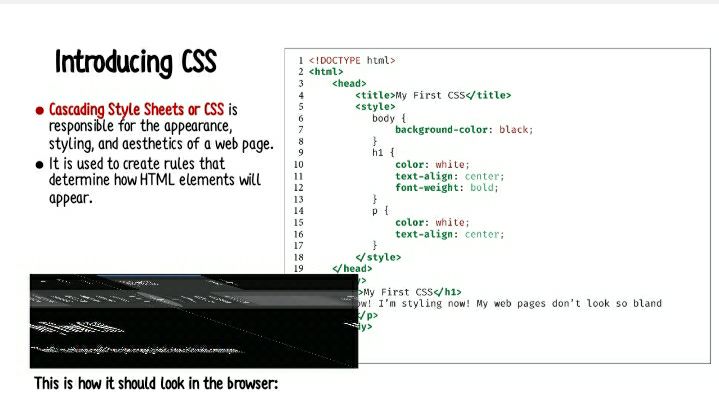 Introducing CSS
• Cascading Style Sheets or CSS is
responsible for the appearance,
styling, and aesthetics of a web page.
• It is used to create rules that
determine how HTML elements will
appear.
1 <!DOCTYPE html>
2 <html>
3 <head>
4 <title>My First CSS</title>
5 <style>
6 body {
7 background-color: black;
8 }
9 h1 {
10 color: white;
11 text-align: center;
12 font-weight: bold;
13 }
14 p {
15 color: white;
16 text-align: center;
17 }
18 </style>
19 </head>
>
>My First CSS</h1>
ow! I'm styling now! My web pages don't look so bland
</p>
dy>
This is how it should look in the browser: